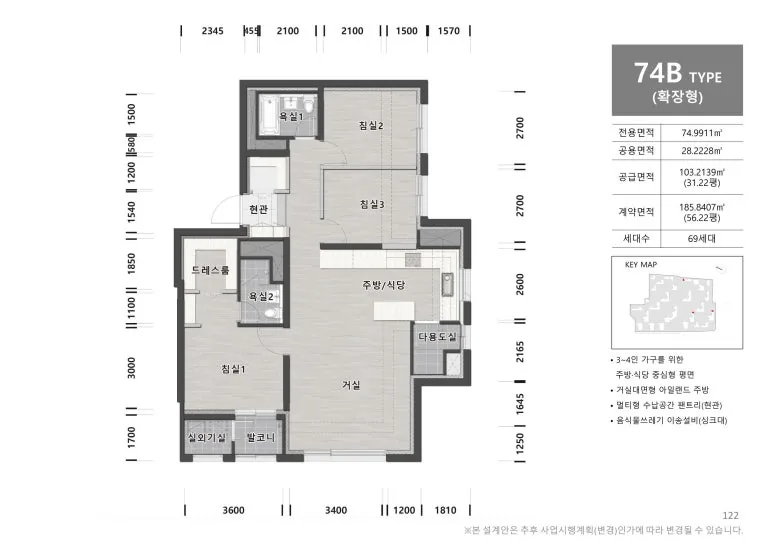 2345 455 2100 2100 1500 1570
74B TYPE
(확장형)
전용면적 74.9911㎡
공용면적 28.2228㎡
공급면적 103.2139㎡
(31.22평)
계약면적 185.8407㎡
(56.22평)
세대수 69세대
KEY MAP
• 3~4인 가구를 위한
주방·식당 중심형 평면
• 거실대면형 아일랜드 주방
• 멀티형 수납공간 팬트리(현관)
• 음식물쓰레기 이송설비(싱크대)
1500
580
1200
1540
1850
1100
3000
1700
욕실1
침실2
현관
침실3
드레스룸
욕실2
주방/식당
다용도실
침실1
거실
실외기실
발코니
2700
2700
2600
2165
1645
1250
3600 3400 1200 1810
122
※본 설계안은 추후 사업시행계획(변경)인가에 따라 변경될 수 있습니다.